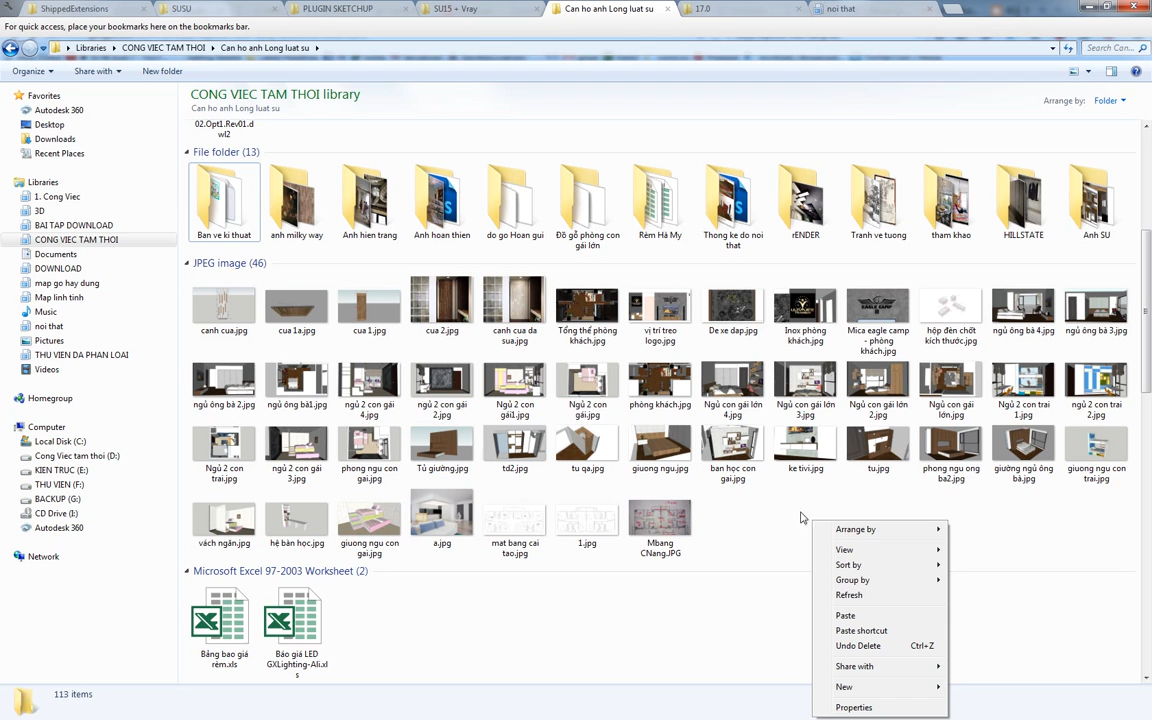 ShippedExtensions
SUSU
PLUGIN SKETCHUP
SU15 + Vray
Can ho anh Long luat su
17.0
noi that
For quick access, place your bookmarks here on the bookmarks bar.
Libraries
CONG VIEC TAM THOI
Can ho anh Long luat su
Search Can...
Organize
Share with
New folder
Favorites
Autodesk 360
Desktop
Downloads
Recent Places
Libraries
1. Cong Viec
3D
BAI TAP DOWNLOAD
CONG VIEC TAM THOI
Documents
DOWNLOAD
map go hay dung
Map linh tinh
Music
noi that
Pictures
THU VIEN DA PHAN LOAI
Videos
Homegroup
Computer
Local Disk (C:)
Cong Viec tam thoi (D:)
KIEN TRUC (E:)
THU VIEN (F:)
BACKUP (G:)
CD Drive (I:)
Autodesk 360
Network
CONG VIEC TAM THOI library
Can ho anh Long luat su
Arrange by:
Folder
02.Opt1.Rev01.d
wl2
File folder (13)
Ban ve ki thuat
anh milky way
Anh hien trang
Anh hoan thien
do go Hoan gui
Đồ gỗ phòng con
gái lớn
Rèm Hà My
Thong ke do noi
that
rENDER
Tranh ve tuong
tham khao
HILLSTATE
Anh SU
JPEG image (46)
canh cua.jpg
cua 1a.jpg
cua 1.jpg
cua 2.jpg
canh cua da
sua.jpg
Tổng thể phòng
khách.jpg
vị trí treo
logo.jpg
De xe dap.jpg
Inox phòng
khách.jpg
Mica eagle camp
- phòng
khách.jpg
hộp đèn chốt
kích thước.jpg
ngủ ông bà 4.jpg
ngủ ông bà 3.jpg
ngủ ông bà 2.jpg
ngủ ông bà1.jpg
ngủ 2 con gái
4.jpg
ngủ 2 con gái
2.jpg
Ngủ 2 con
gái1.jpg
Ngủ 2 con
gái.jpg
phòng khách.jpg
Ngủ con gái lớn
4.jpg
Ngủ con gái lớn
3.jpg
Ngủ con gái lớn
2.jpg
Ngủ con gái
lớn.jpg
Ngủ 2 con trai
1.jpg
ngủ 2 con trai
2.jpg
Ngủ 2 con
trai.jpg
ngủ 2 con gái
3.jpg
phong ngu con
gai.jpg
Tủ giường.jpg
td2.jpg
tu qa.jpg
giuong ngu.jpg
ban học con
gai.jpg
ke tivi.jpg
tu.jpg
phong ngu ong
ba2.jpg
giường ngủ ông
bà.jpg
giuong ngu con
trai.jpg
vách ngăn.jpg
hệ bàn học.jpg
giuong ngu con
gai.jpg
a.jpg
mat bang cai
tao.jpg
1.jpg
Mbang
CNang.JPG
Microsoft Excel 97-2003 Worksheet (2)
Bảng bao giá
rèm.xls
Báo giá LED
GXLighting-Ali.xl
s
Arrange by
View
Sort by
Group by
Refresh
Paste
Paste shortcut
Undo Delete Ctrl+Z
Share with
New
Properties
113 items